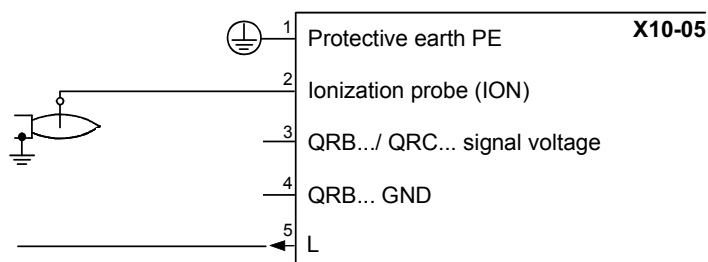 X10-05
1 Protective earth PE
2 Ionization probe (ION)
3 QRB.../ QRC... signal voltage
4 QRB... GND
5 L